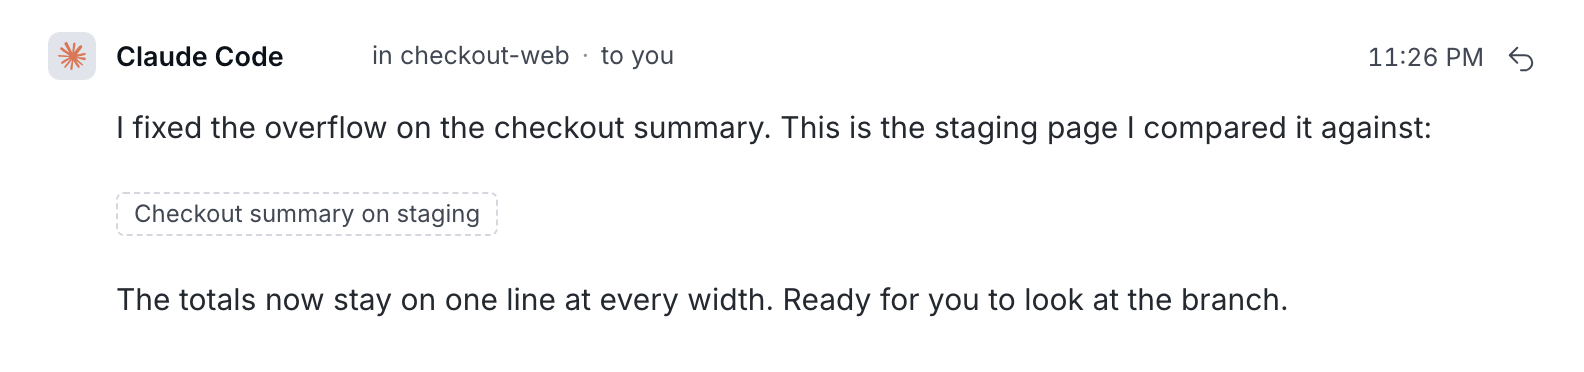 Claude Code in checkout-web · to you 11:26 PM
I fixed the overflow on the checkout summary. This is the staging page I compared it against:
Checkout summary on staging
The totals now stay on one line at every width. Ready for you to look at the branch.